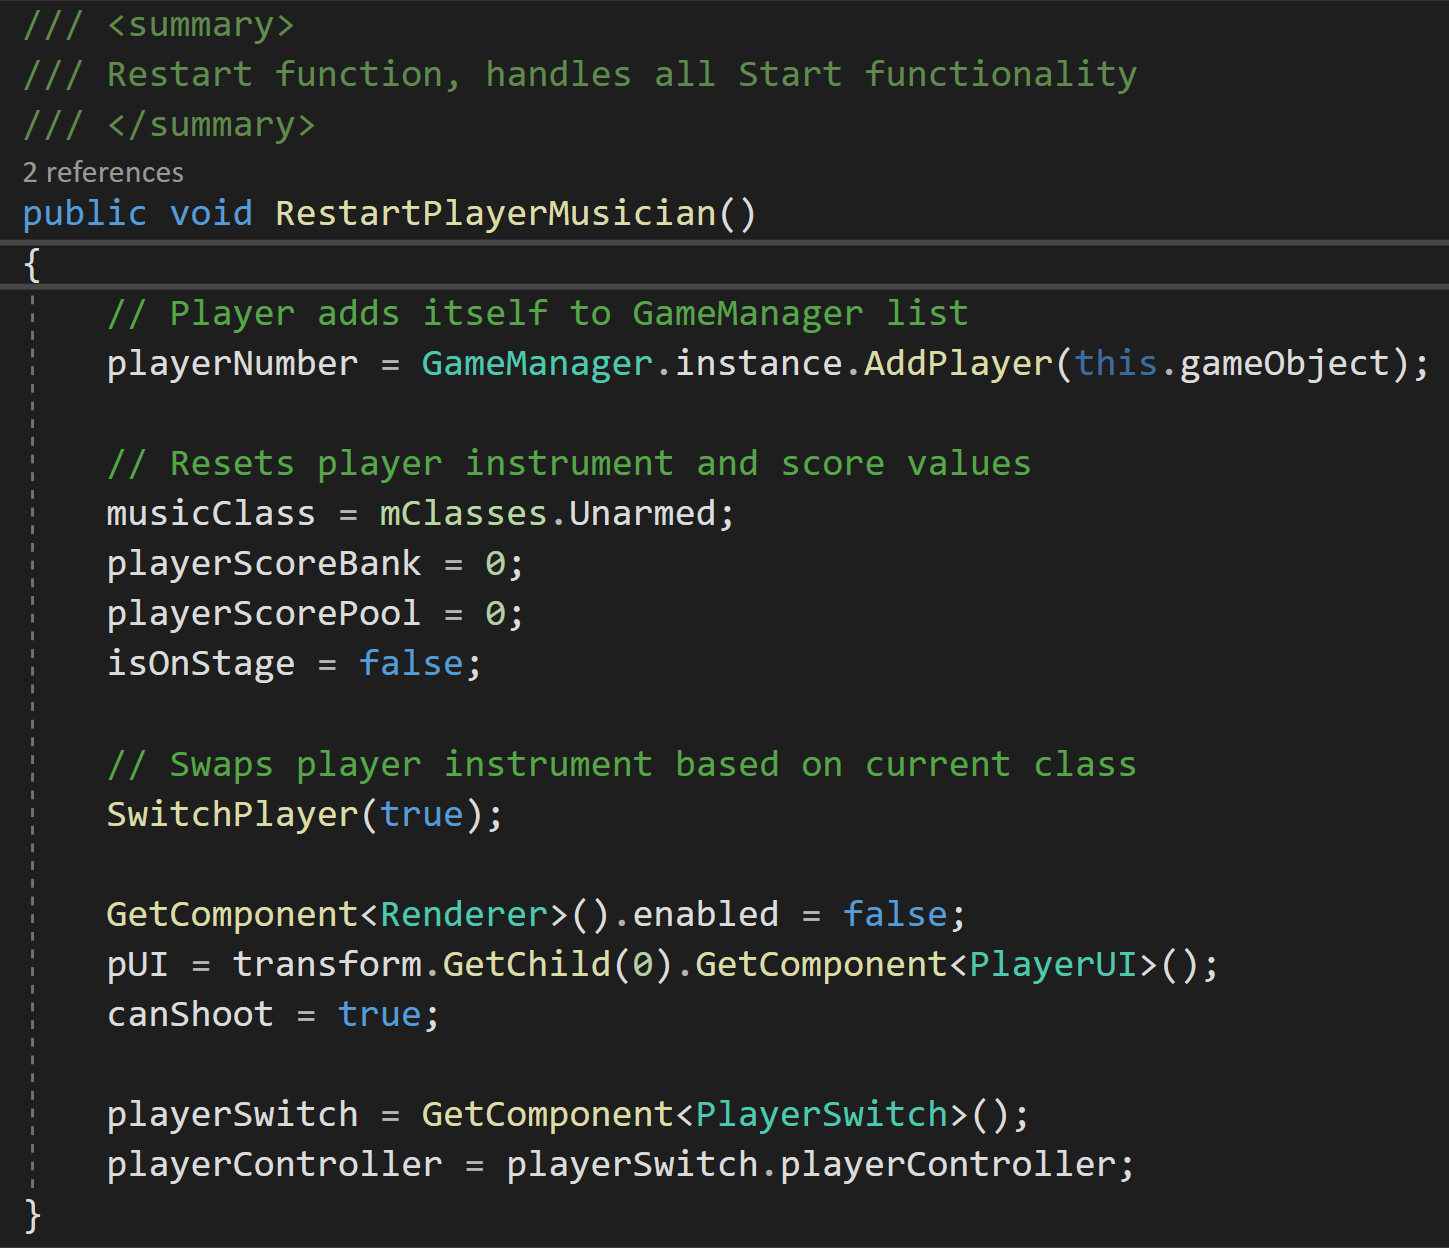 /// <summary>
/// Restart function, handles all Start functionality
/// </summary>
2 references
public void RestartPlayerMusician()
{
    // Player adds itself to GameManager list
    playerNumber = GameManager.instance.AddPlayer(this.gameObject);

    // Resets player instrument and score values
    musicClass = mClasses.Unarmed;
    playerScoreBank = 0;
    playerScorePool = 0;
    isOnStage = false;

    // Swaps player instrument based on current class
    SwitchPlayer(true);

    GetComponent<Renderer>().enabled = false;
    pUI = transform.GetChild(0).GetComponent<PlayerUI>();
    canShoot = true;

    playerSwitch = GetComponent<PlayerSwitch>();
    playerController = playerSwitch.playerController;
}